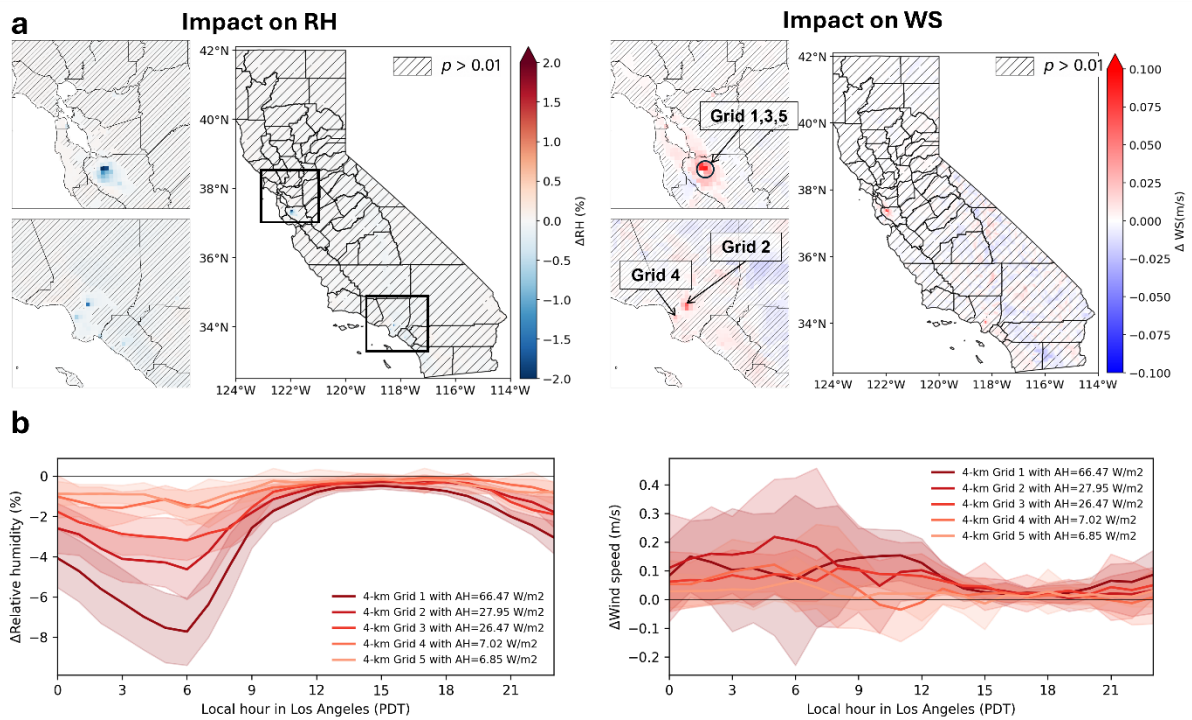 a
Impact on RH
Impact on WS
p > 0.01
42°N
40°N
38°N
36°N
34°N
124°W 122°W 120°W 118°W 116°W 114°W
2.0
1.5
1.0
0.5
0.0
−0.5
−1.0
−1.5
−2.0
ΔRH (%)
Grid 1,3,5
Grid 2
Grid 4
p > 0.01
42°N
40°N
38°N
36°N
34°N
124°W 122°W 120°W 118°W 116°W 114°W
0.100
0.075
0.050
0.025
0.000
−0.025
−0.050
−0.075
−0.100
Δ WS(m/s)
b
ΔRelative humidity (%)
0
−2
−4
−6
−8
4-km Grid 1 with AH=66.47 W/m2
4-km Grid 2 with AH=27.95 W/m2
4-km Grid 3 with AH=26.47 W/m2
4-km Grid 4 with AH=7.02 W/m2
4-km Grid 5 with AH=6.85 W/m2
0 3 6 9 12 15 18 21
Local hour in Los Angeles (PDT)
ΔWind speed (m/s)
0.4
0.3
0.2
0.1
0.0
−0.1
−0.2
4-km Grid 1 with AH=66.47 W/m2
4-km Grid 2 with AH=27.95 W/m2
4-km Grid 3 with AH=26.47 W/m2
4-km Grid 4 with AH=7.02 W/m2
4-km Grid 5 with AH=6.85 W/m2
0 3 6 9 12 15 18 21
Local hour in Los Angeles (PDT)